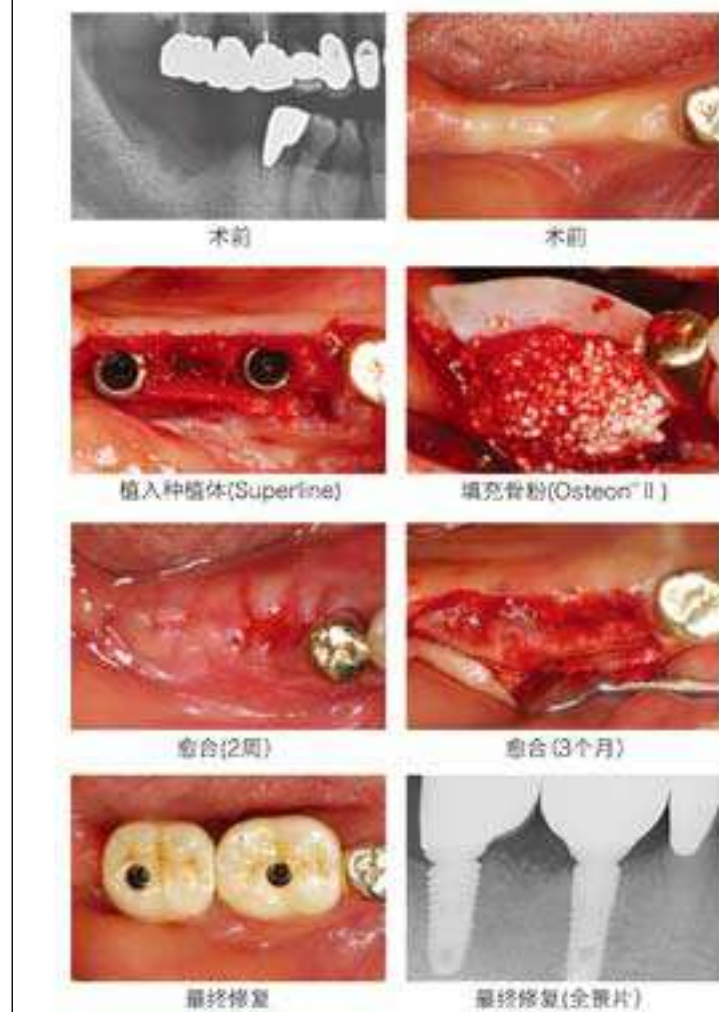 术前
术前
植入种植体(Superline)
填充骨粉(Osteon™ II)
愈合(2周)
愈合(3个月)
最终修复
最终修复(全景片)